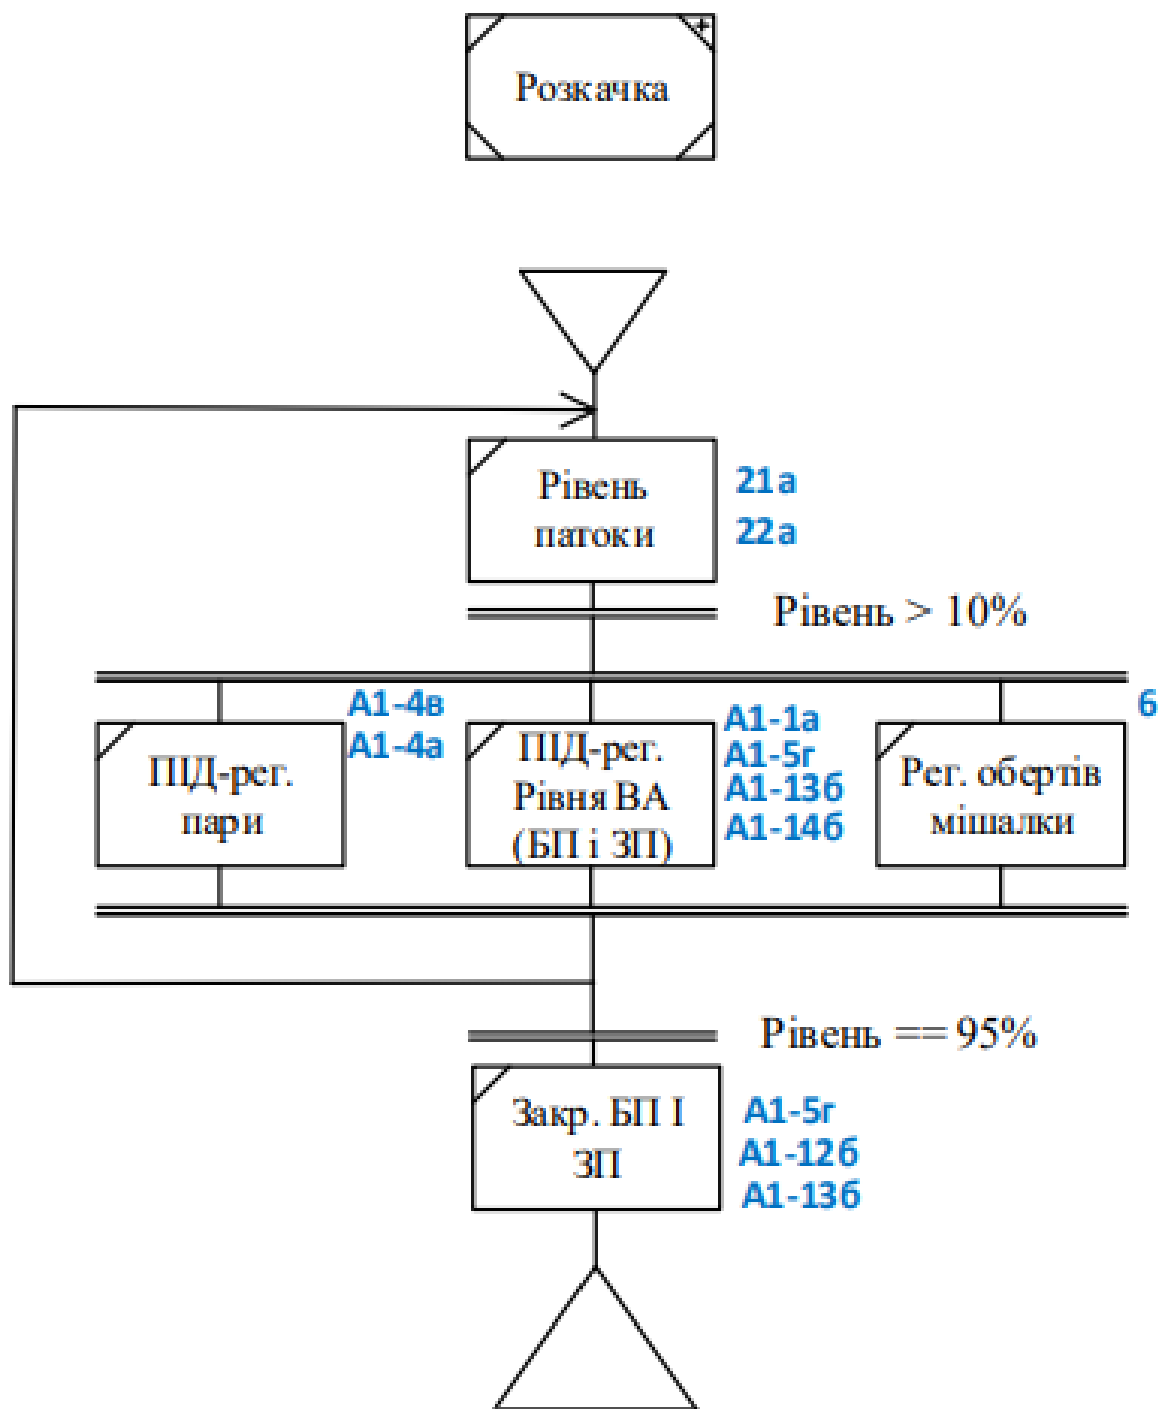 Розкачка
Рівень
патоки
21а
22а
Рівень > 10%
ПІД-рег.
пари
А1-4в
А1-4а
ПІД-рег.
Рівня ВА
(БП і ЗП)
А1-1а
А1-5г
А1-13б
А1-14б
Рег. обертів
мішалки
6
Рівень == 95%
Закр. БП І
ЗП
А1-5г
А1-12б
А1-13б